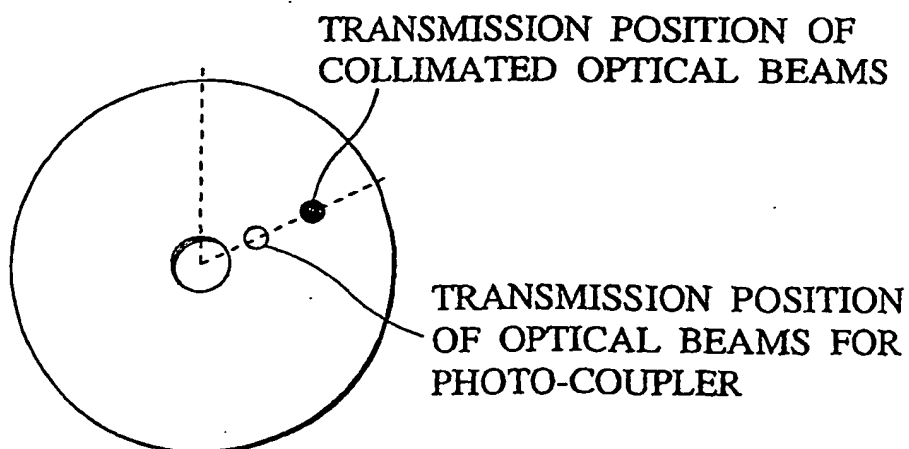 TRANSMISSION POSITION OF
COLLIMATED OPTICAL BEAMS
TRANSMISSION POSITION
OF OPTICAL BEAMS FOR
PHOTO-COUPLER